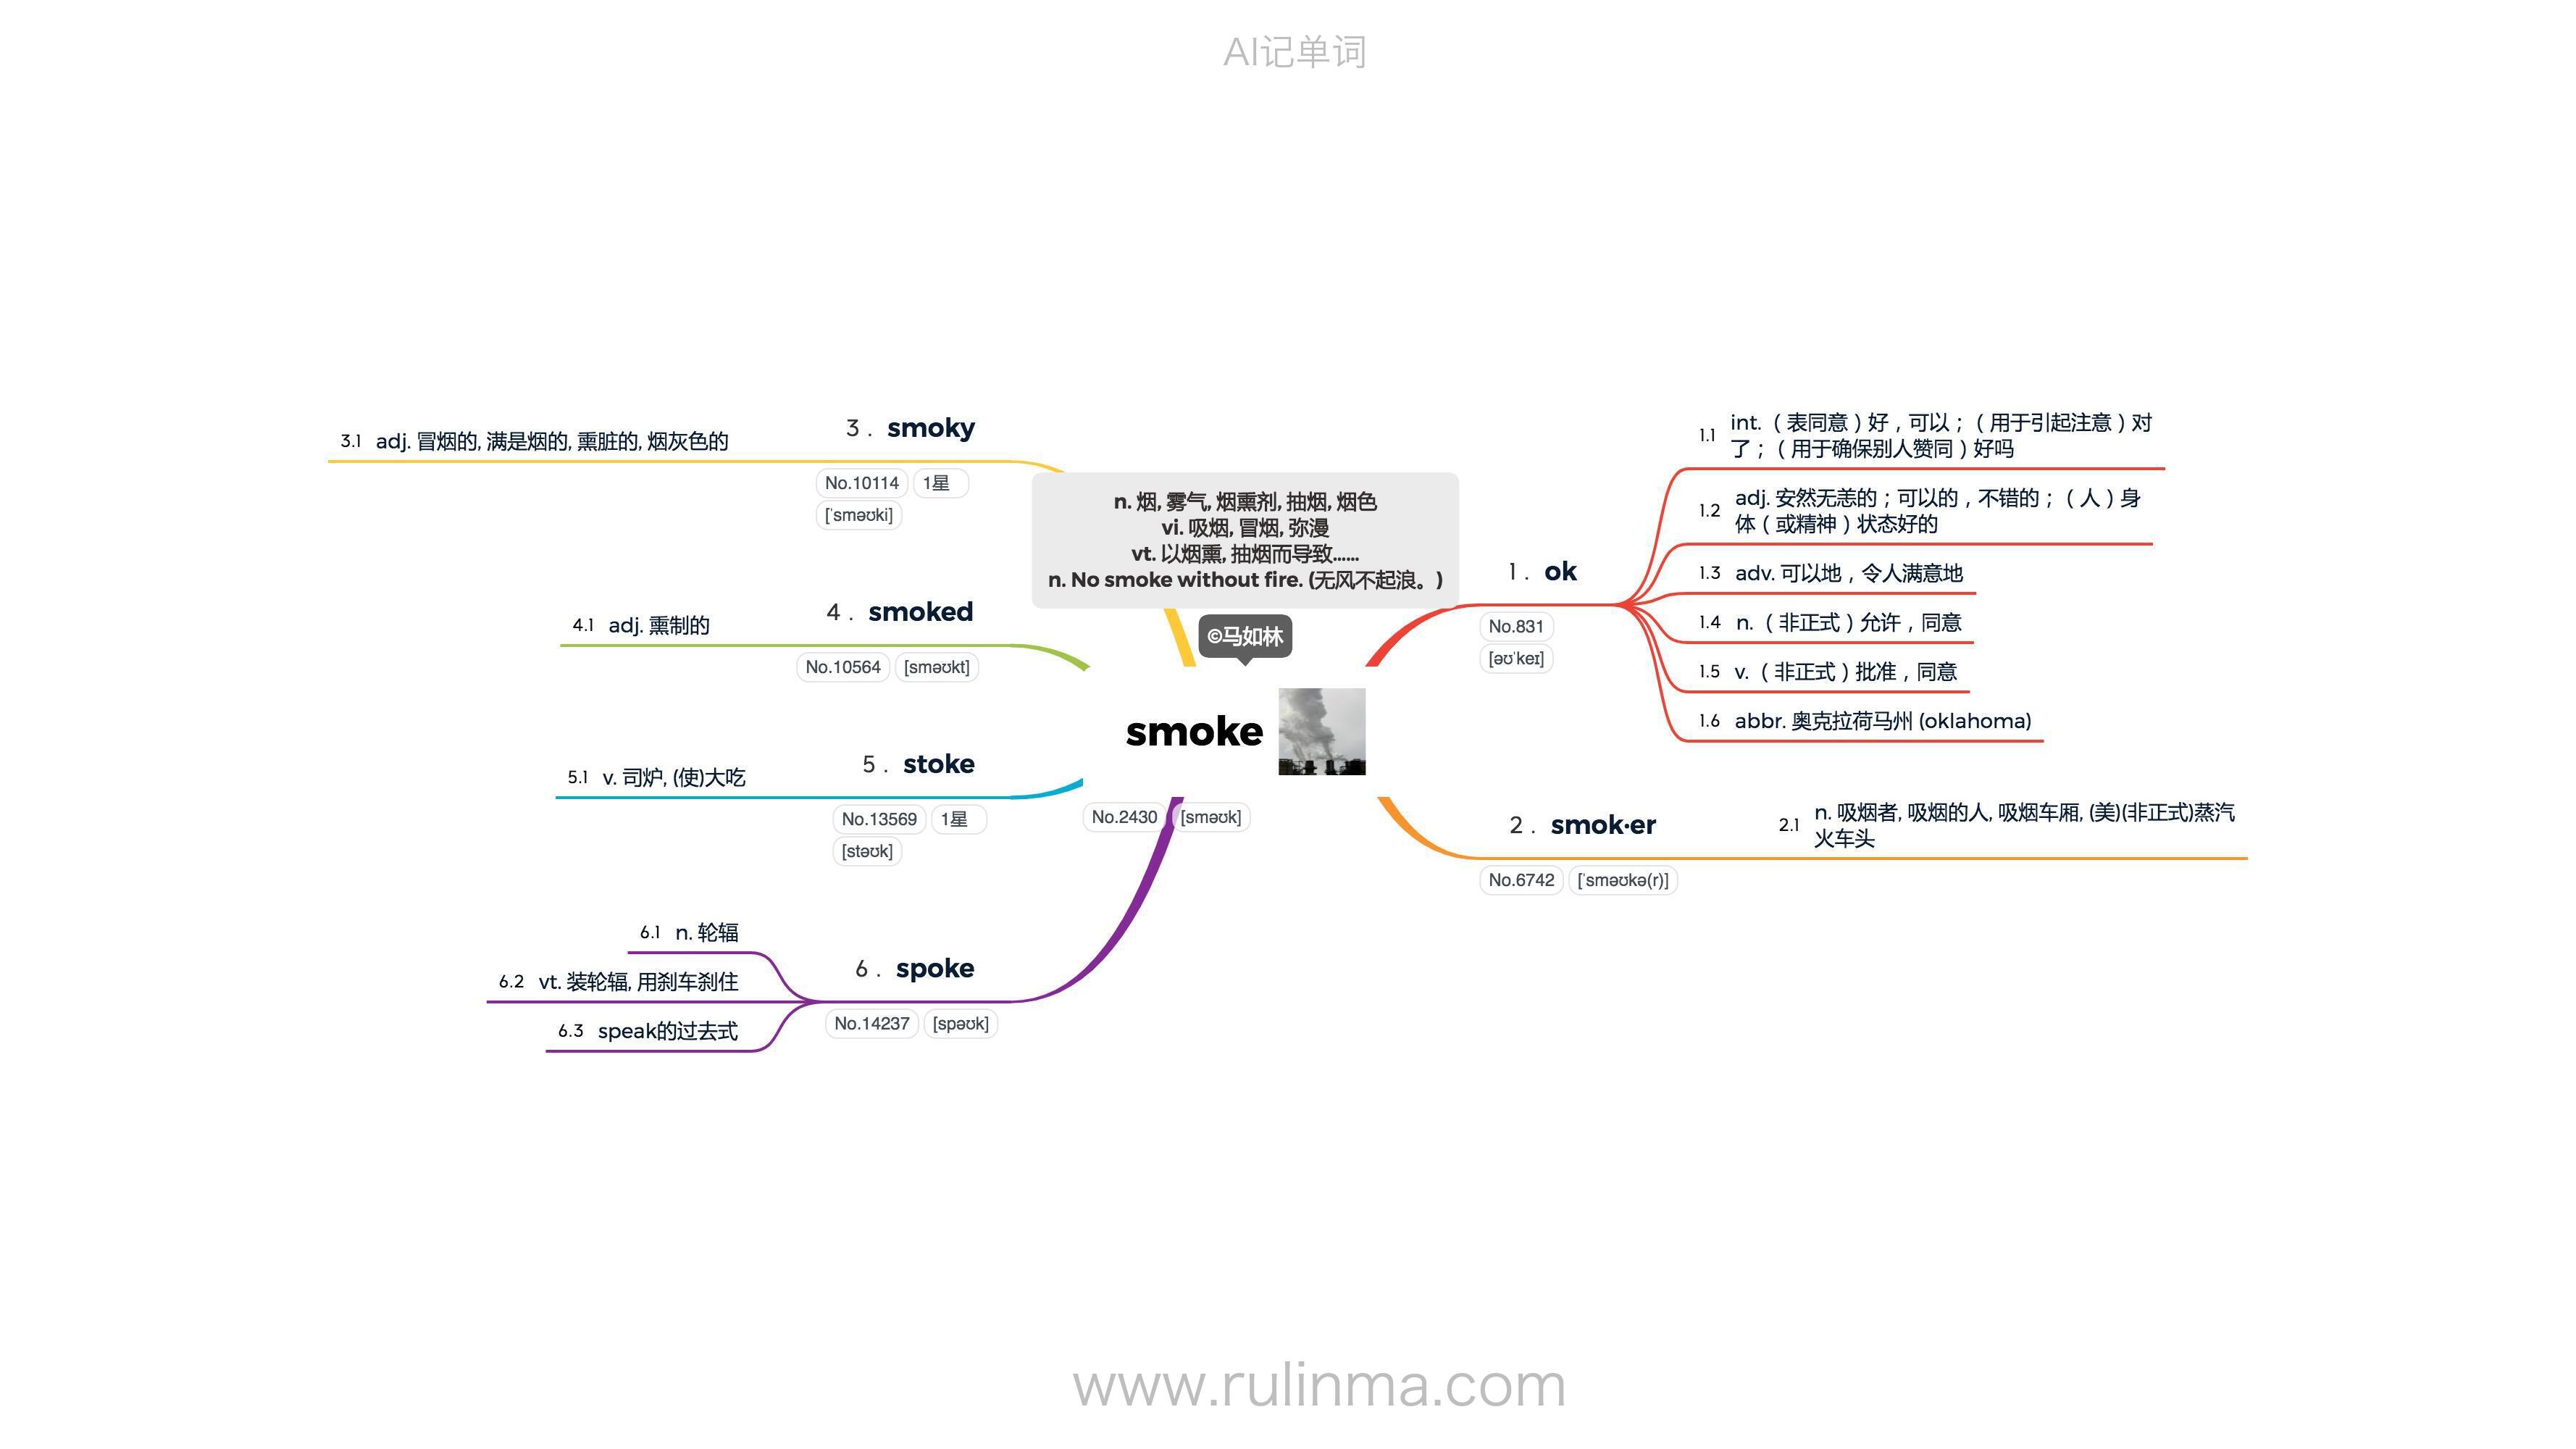 AI记单词
n. 烟, 雾气, 烟熏剂, 抽烟, 烟色
vi. 吸烟, 冒烟, 弥漫
vt. 以烟熏, 抽烟而导致……
n. No smoke without fire. (无风不起浪。)
©马如林
smoke
No.2430 [sməʊk]
1 . ok
No.831
[əʊˈkeɪ]
1.1 int.（表同意）好，可以；（用于引起注意）对
了；（用于确保别人赞同）好吗
1.2 adj. 安然无恙的；可以的，不错的；（人）身
体（或精神）状态好的
1.3 adv. 可以地，令人满意地
1.4 n.（非正式）允许，同意
1.5 v.（非正式）批准，同意
1.6 abbr. 奥克拉荷马州 (oklahoma)
2 . smok·er
No.6742 [ˈsməʊkə(r)]
2.1 n. 吸烟者, 吸烟的人, 吸烟车厢, (美)(非正式)蒸汽
火车头
3 . smoky
No.10114 1星
[ˈsməʊki]
3.1 adj. 冒烟的, 满是烟的, 熏脏的, 烟灰色的
4 . smoked
No.10564 [sməʊkt]
4.1 adj. 熏制的
5 . stoke
No.13569 1星
[stəʊk]
5.1 v. 司炉, (使)大吃
6 . spoke
No.14237 [spəʊk]
6.1 n. 轮辐
6.2 vt. 装轮辐, 用刹车刹住
6.3 speak的过去式
www.rulinma.com